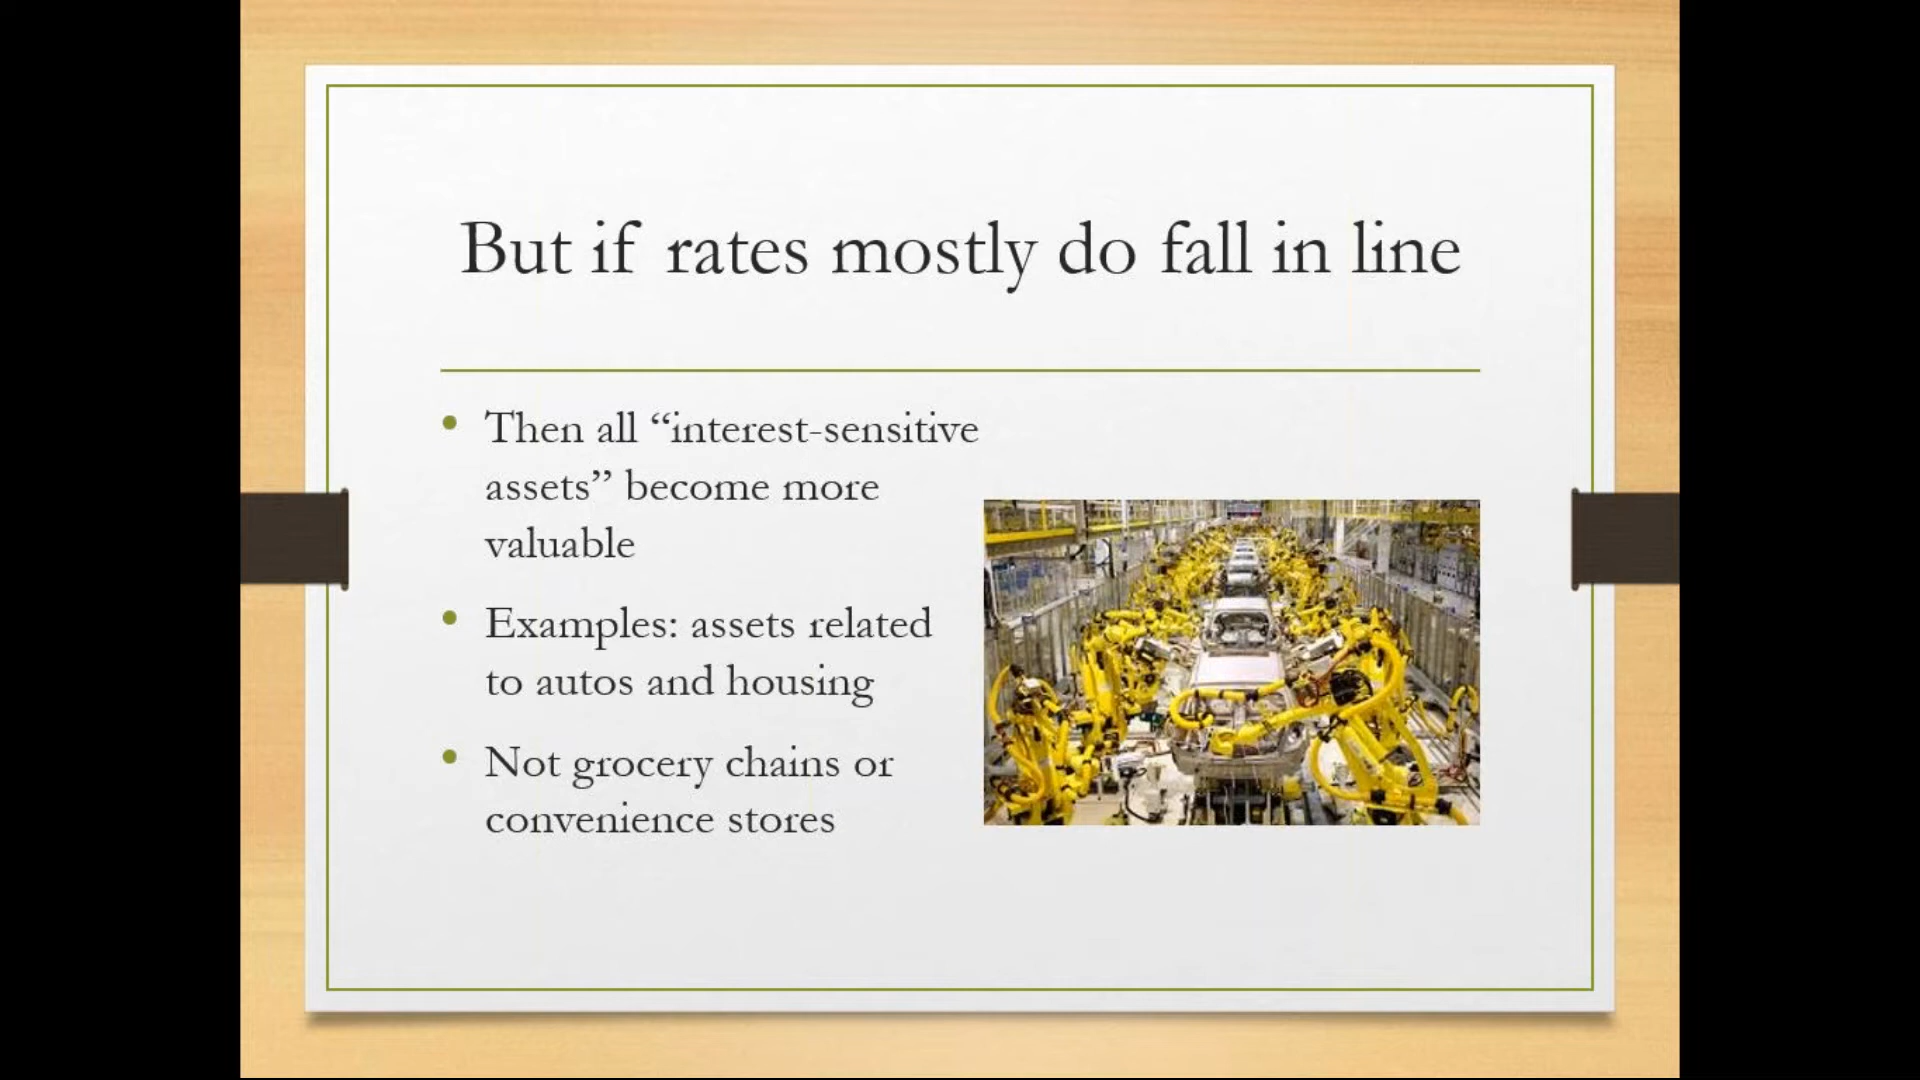 But if rates mostly do fall in line
Then all “interest-sensitive
assets” become more
valuable
Examples: assets related
to autos and housing
Not grocery chains or
convenience stores